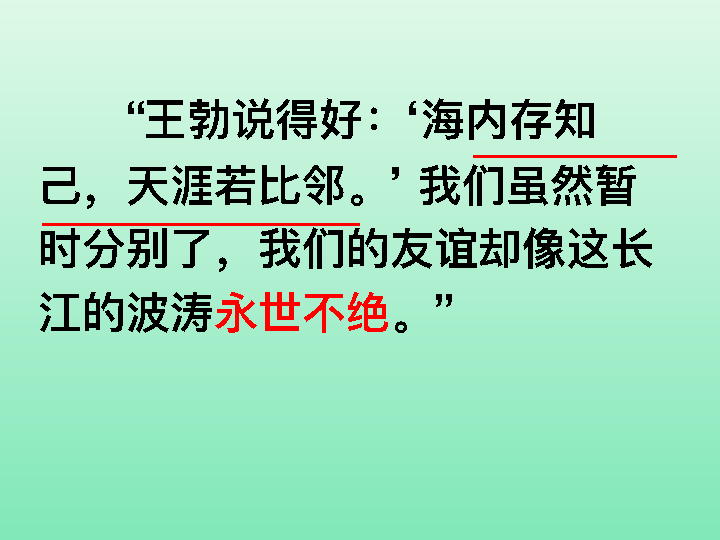 “王勃说得好：‘海内存知
己，天涯若比邻。’ 我们虽然暂
时分别了，我们的友谊却像这长
江的波涛永世不绝。”